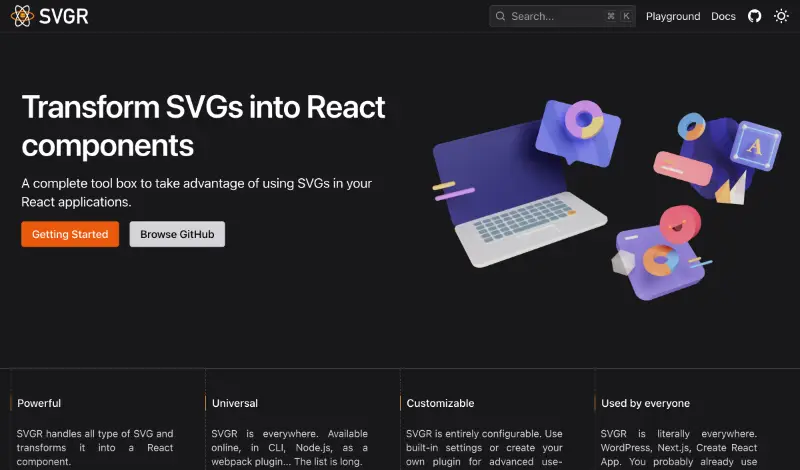 SVGR
Search...
⌘ K
Playground
Docs
Transform SVGs into React
components
A complete tool box to take advantage of using SVGs in your
React applications.
Getting Started
Browse GitHub
A
Powerful
SVGR handles all type of SVG and
transforms it into a React
component.
Universal
SVGR is everywhere. Available
online, in CLI, Node.js, as a
webpack plugin... The list is long.
Customizable
SVGR is entirely configurable. Use
built-in settings or create your
own plugin for advanced use-
Used by everyone
SVGR is literally everywhere.
WordPress, Next.js, Create React
App. You probably already use